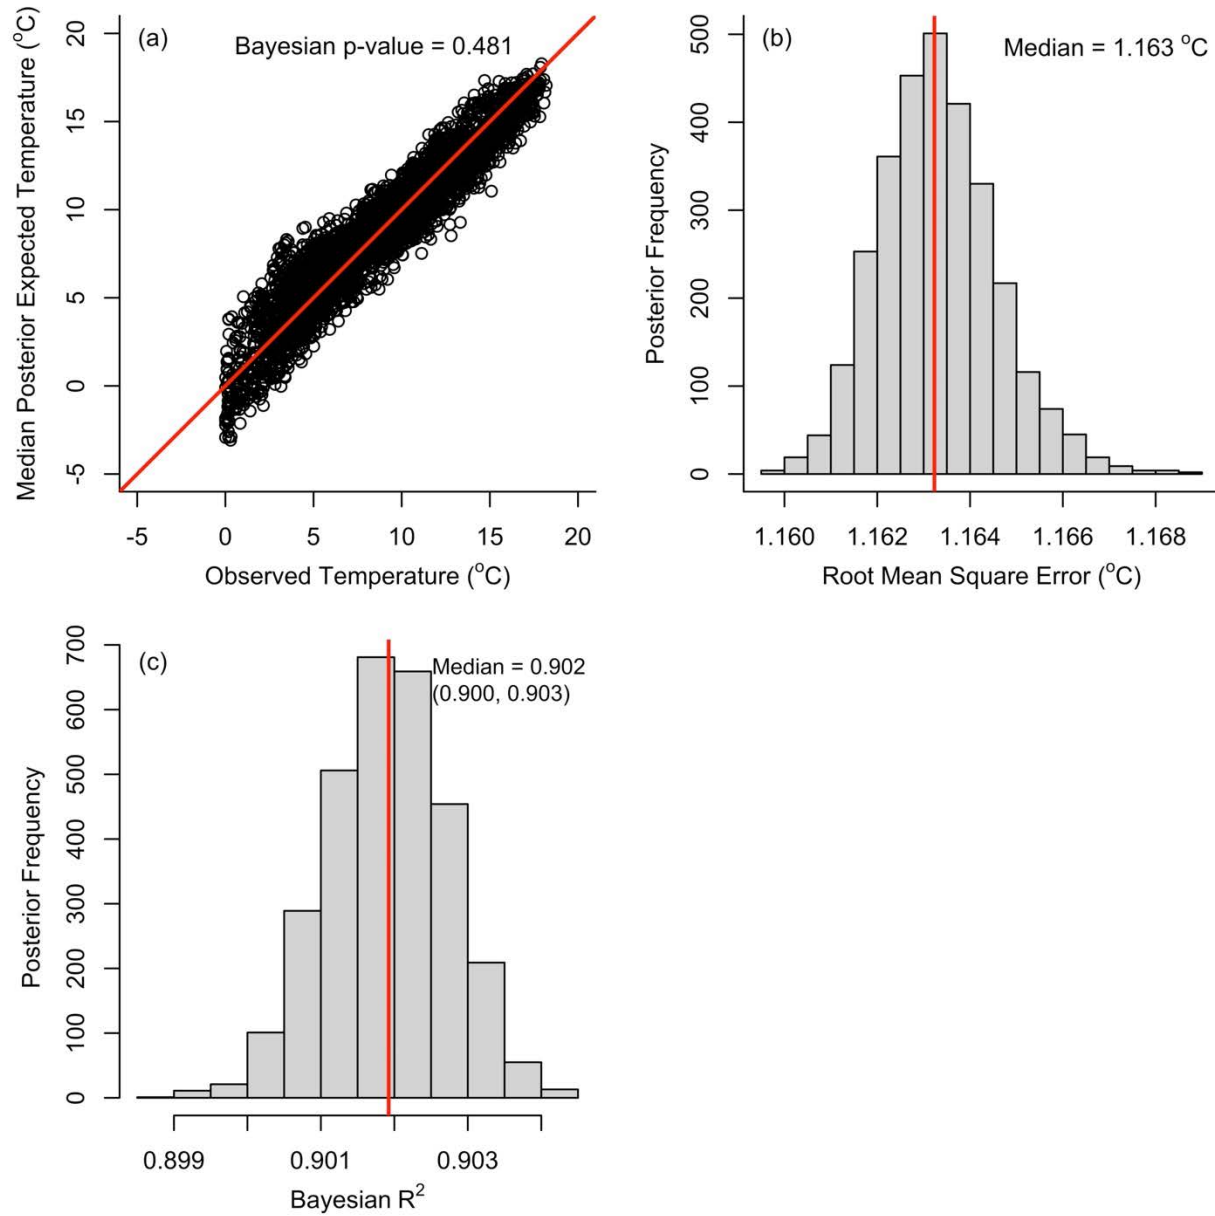 (a)
Bayesian p-value = 0.481
Median Posterior Expected Temperature (°C)
20
15
10
5
0
-5
-5 0 5 10 15 20
Observed Temperature (°C)
(b)
Median = 1.163 °C
Posterior Frequency
500
400
300
200
100
0
1.160 1.162 1.164 1.166 1.168
Root Mean Square Error (°C)
(c)
Median = 0.902
(0.900, 0.903)
Posterior Frequency
700
600
500
400
300
200
100
0
0.899 0.901 0.903
Bayesian R²